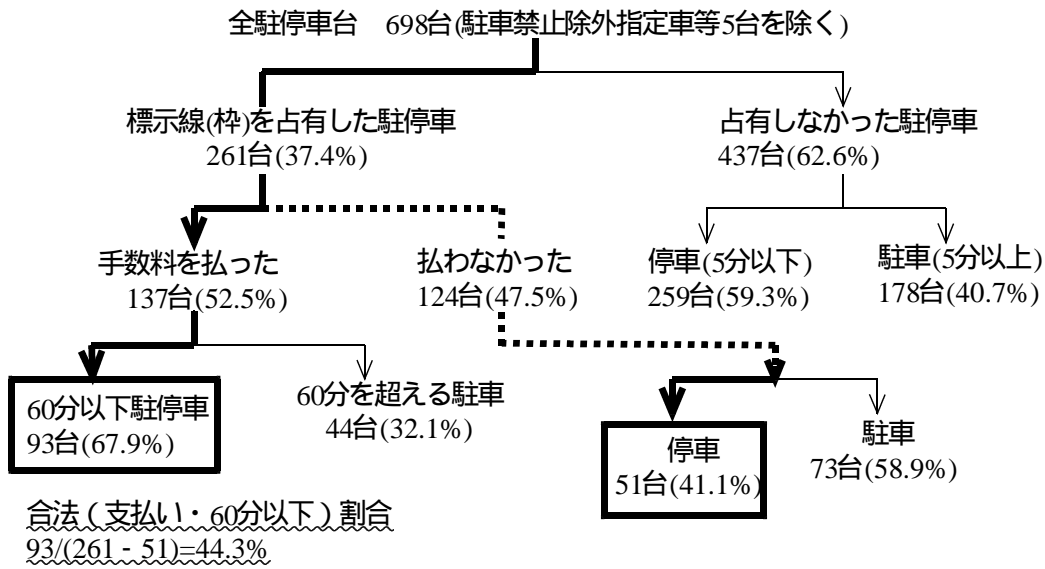 全駐停車台　698台(駐車禁止除外指定車等5台を除く)
標示線(枠)を占有した駐停車
261台(37.4%)
占有しなかった駐停車
437台(62.6%)
手数料を払った
137台(52.5%)
払わなかった
124台(47.5%)
停車(5分以下)
259台(59.3%)
駐車(5分以上)
178台(40.7%)
60分以下駐停車
93台(67.9%)
60分を超える駐車
44台(32.1%)
停車
51台(41.1%)
駐車
73台(58.9%)
合法（支払い・60分以下）割合
93/(261 - 51)=44.3%